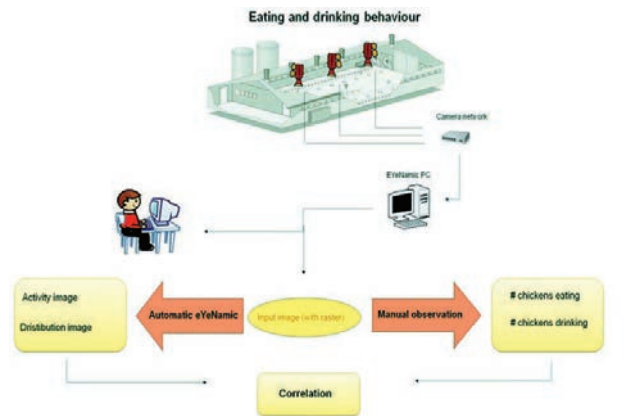 Eating and drinking behaviour
Camera network
EYeNamic PC
Activity image
Dristibution image
Automatic eYeNamic
Input image (with raster)
Manual observation
# chickens eating
# chickens drinking
Correlation